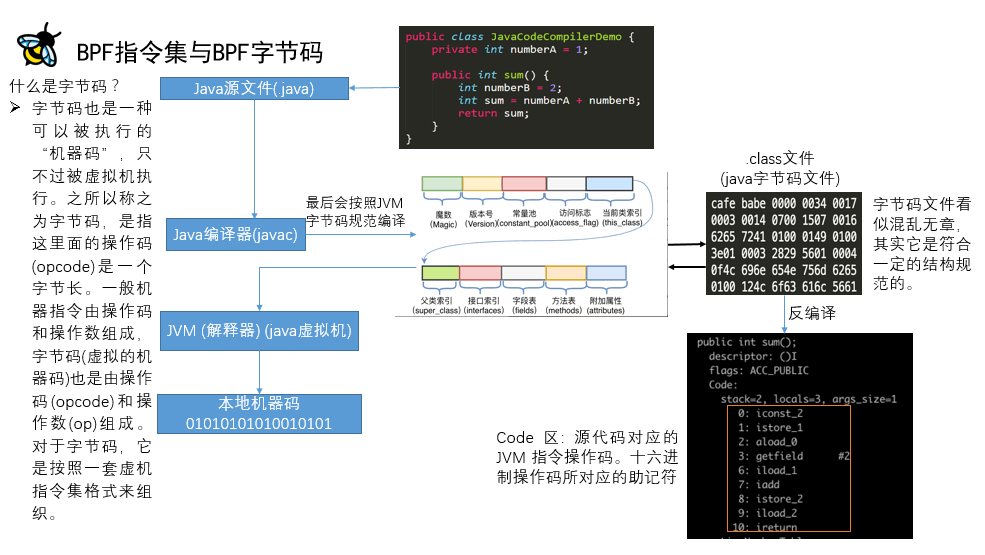 BPF指令集与BPF字节码
什么是字节码？
➢ 字节码也是一种
可以被执行的
“机器码”，只
不过被虚拟机执
行。之所以称之
为字节码，是指
这里面的操作码
(opcode)是一个
字节长。一般机
器指令由操作码
和操作数组成，
字节码(虚拟的机
器码)也是由操作
码(opcode)和操
作数(op)组成。
对于字节码，它
是按照一套虚机
指令集格式来组
织。
Java源文件(.java)
public class JavaCodeCompilerDemo {
private int numberA = 1;
public int sum() {
int numberB = 2;
int sum = numberA + numberB;
return sum;
}
}
Java编译器(javac)
最后会按照JVM
字节码规范编译
魔数 版本号 常量池 访问标志 当前类索引
(Magic) (Version) (constant_pool) (access_flag) (this_class)
父类索引 接口索引 字段表 方法表 附加属性
(super_class) (interfaces) (fields) (methods) (attributes)
JVM (解释器) (java虚拟机)
本地机器码
01010101010010101
.class文件
(java字节码文件)
cafe babe 0000 0034 0017
0003 0014 0700 1507 0016
6265 7241 0100 0149 0100
3e01 0003 2829 5601 0004
0f4c 696e 654e 756d 6265
0100 124c 6f63 616c 5661
字节码文件看
似混乱无章，
其实它是符合
一定的结构规
范的。
反编译
public int sum();
descriptor: ()I
flags: ACC_PUBLIC
Code:
stack=2, locals=3, args_size=1
0: iconst_2
1: istore_1
2: aload_0
3: getfield #2
6: iload_1
7: iadd
8: istore_2
9: iload_2
10: ireturn
Code 区: 源代码对应的
JVM 指令操作码。十六进
制操作码所对应的助记符